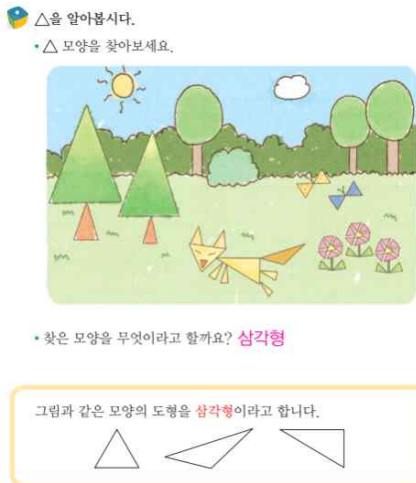 △을 알아봅시다.
• △ 모양을 찾아보세요.
• 찾은 모양을 무엇이라고 할까요? 삼각형
그림과 같은 모양의 도형을 삼각형이라고 합니다.